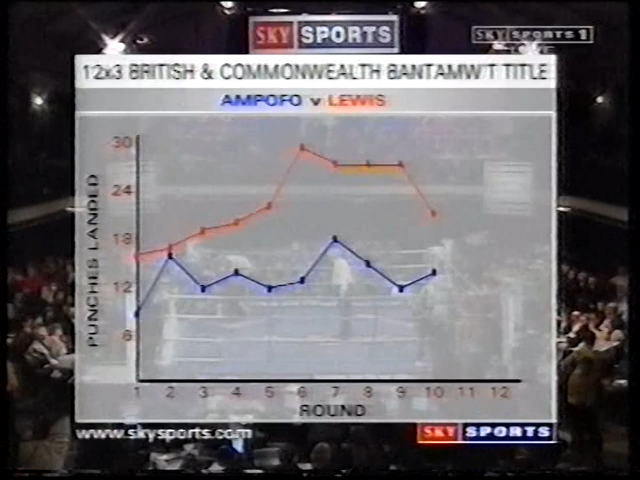 SKY SPORTS
SKY SPORTS 1
LIVE
12x3 BRITISH & COMMONWEALTH BANTAMW'T TITLE
AMPOFO v LEWIS
PUNCHES LANDED
30
24
18
12
6
1 2 3 4 5 6 7 8 9 10 11 12
ROUND
www.skysports.com
SKY SPORTS